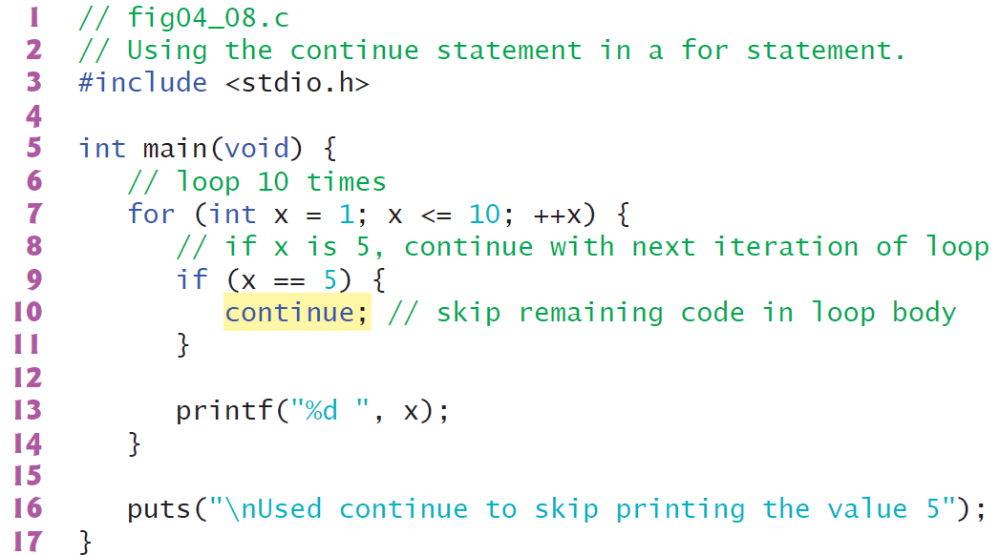 1 // fig04_08.c
2 // Using the continue statement in a for statement.
3 #include <stdio.h>
4
5 int main(void) {
6    // loop 10 times
7    for (int x = 1; x <= 10; ++x) {
8       // if x is 5, continue with next iteration of loop
9       if (x == 5) {
10          continue; // skip remaining code in loop body
11       }
12
13       printf("%d ", x);
14    }
15
16    puts("\nUsed continue to skip printing the value 5");
17 }